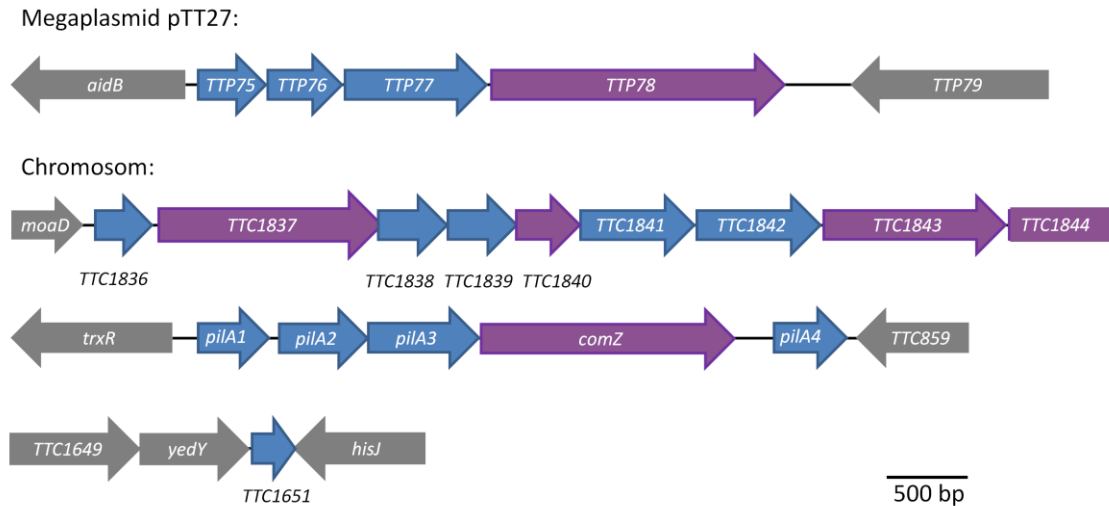 Megaplasmid pTT27:
aidB TTP75 TTP76 TTP77 TTP78 TTP79
Chromosom:
moaD TTC1837 TTC1841 TTC1842 TTC1843 TTC1844
TTC1836 TTC1838 TTC1839 TTC1840
trxR pilA1 pilA2 pilA3 comZ pilA4 TTC859
TTC1649 yedY hisJ
TTC1651
500 bp